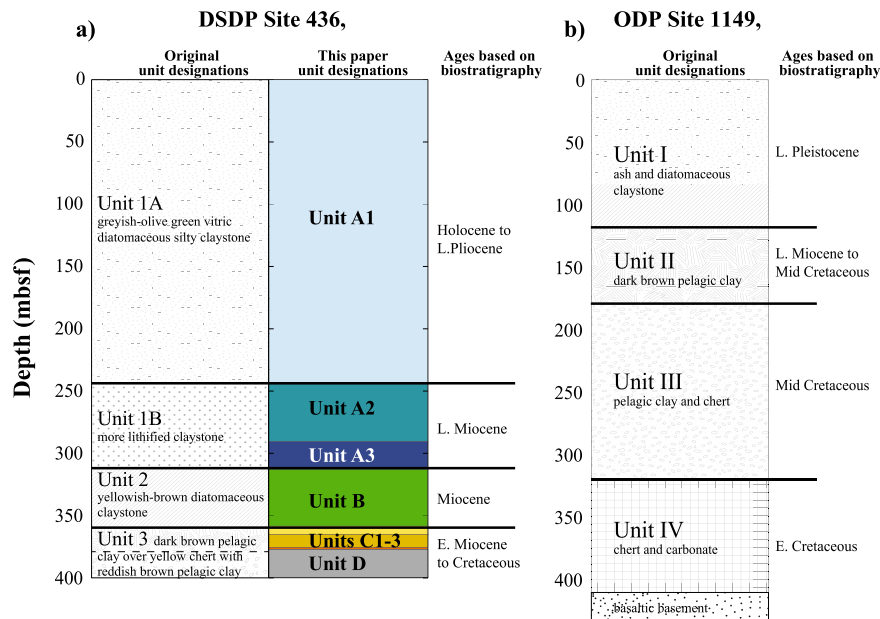 DSDP Site 436,
a)
Original
unit designations
This paper
unit designations
Ages based on
biostratigraphy
Depth (mbsf)
0
50
100
150
200
250
300
350
400
Unit 1A
greyish-olive green vitric
diatomaceous silty claystone
Unit 1B
more lithified claystone
Unit 2
yellowish-brown diatomaceous
claystone
Unit 3 dark brown pelagic
clay over yellow chert with
reddish brown pelagic clay
Unit A1
Unit A2
Unit A3
Unit B
Units C1-3
Unit D
Holocene to
L.Pliocene
L. Miocene
Miocene
E. Miocene
to Cretaceous
ODP Site 1149,
b)
Original
unit designations
Ages based on
biostratigraphy
0
50
100
150
200
250
300
350
400
Unit I
ash and diatomaceous
claystone
Unit II
dark brown pelagic clay
Unit III
pelagic clay and chert
Unit IV
chert and carbonate
basaltic basement
L. Pleistocene
L. Miocene to
Mid Cretaceous
Mid Cretaceous
E. Cretaceous